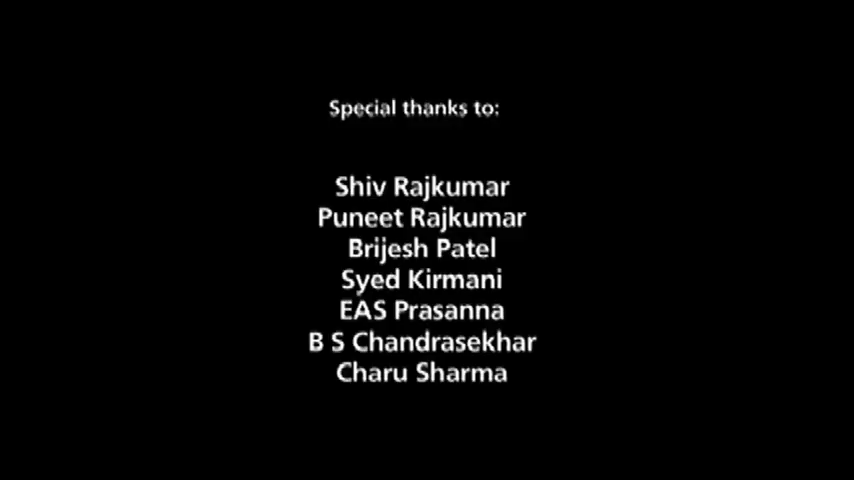 Special thanks to:
Shiv Rajkumar
Puneet Rajkumar
Brijesh Patel
Syed Kirmani
EAS Prasanna
B S Chandrasekhar
Charu Sharma